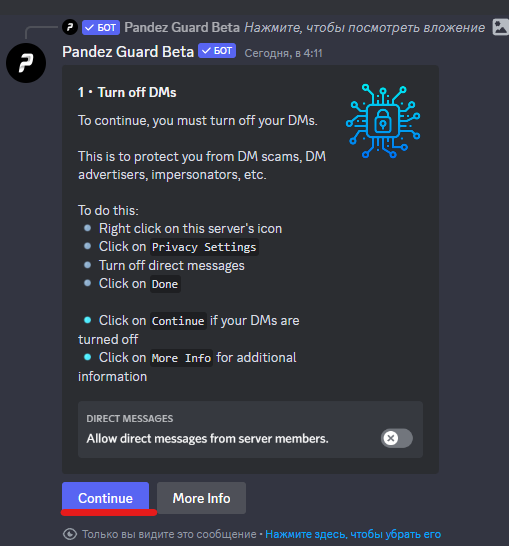 ✓ БОТ Pandez Guard Beta Нажмите, чтобы посмотреть вложение
Pandez Guard Beta ✓ БОТ Сегодня, в 4:11
1 • Turn off DMs
To continue, you must turn off your DMs.
This is to protect you from DM scams, DM
advertisers, impersonators, etc.
To do this:
Right click on this server's icon
Click on Privacy Settings
Turn off direct messages
Click on Done
Click on Continue if your DMs are
turned off
Click on More Info for additional
information
DIRECT MESSAGES
Allow direct messages from server members.
Continue More Info
Только вы видите это сообщение • Нажмите здесь, чтобы убрать его